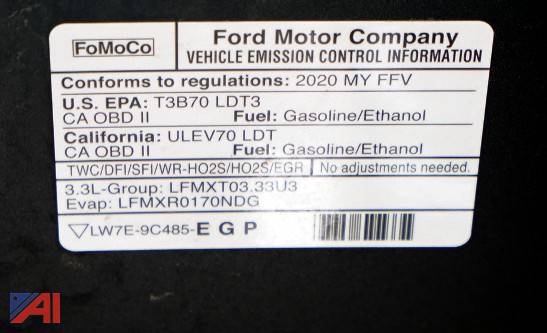 FoMoCo
Ford Motor Company
VEHICLE EMISSION CONTROL INFORMATION
Conforms to regulations: 2020 MY FFV
U.S. EPA: T3B70 LDT3
CA OBD II Fuel: Gasoline/Ethanol
California: ULEV70 LDT
CA OBD II Fuel: Gasoline/Ethanol
TWC/DFI/SFI/WR-HO2S/HO2S/EGR No adjustments needed.
3.3L-Group: LFMXT03.33U3
Evap: LFMXR0170NDG
LW7E-9C485-EGP
AI